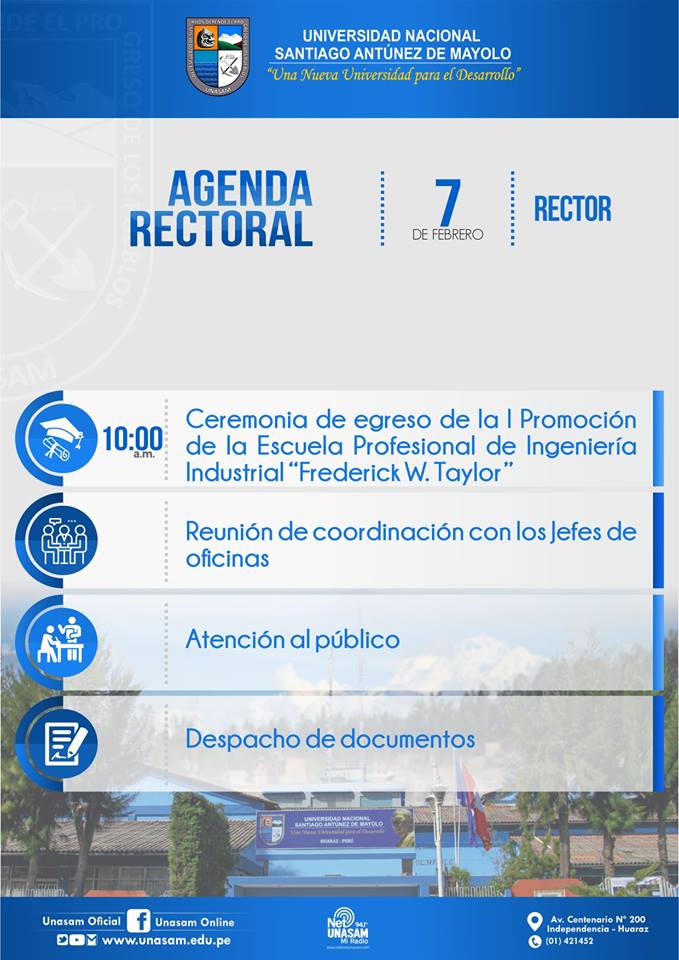 UNIVERSIDAD NACIONAL
SANTIAGO ANTÚNEZ DE MAYOLO
“Una Nueva Universidad para el Desarrollo”
UNASAM
AGENDA
RECTORAL
7
DE FEBRERO
RECTOR
10:00
a.m.
Ceremonia de egreso de la I Promoción
de la Escuela Profesional de Ingeniería
Industrial “Frederick W. Taylor”
Reunión de coordinación con los Jefes de
oficinas
Atención al público
Despacho de documentos
UNIVERSIDAD NACIONAL
SANTIAGO ANTÚNEZ DE MAYOLO
"Una Nueva Universidad para el Desarrollo"
HUARAZ - PERÚ
Unasam Oficial
Unasam Online
www.unasam.edu.pe
Net
UNASAM
Mi Radio
Av. Centenario Nº 200
Independencia - Huaraz
(01) 421452